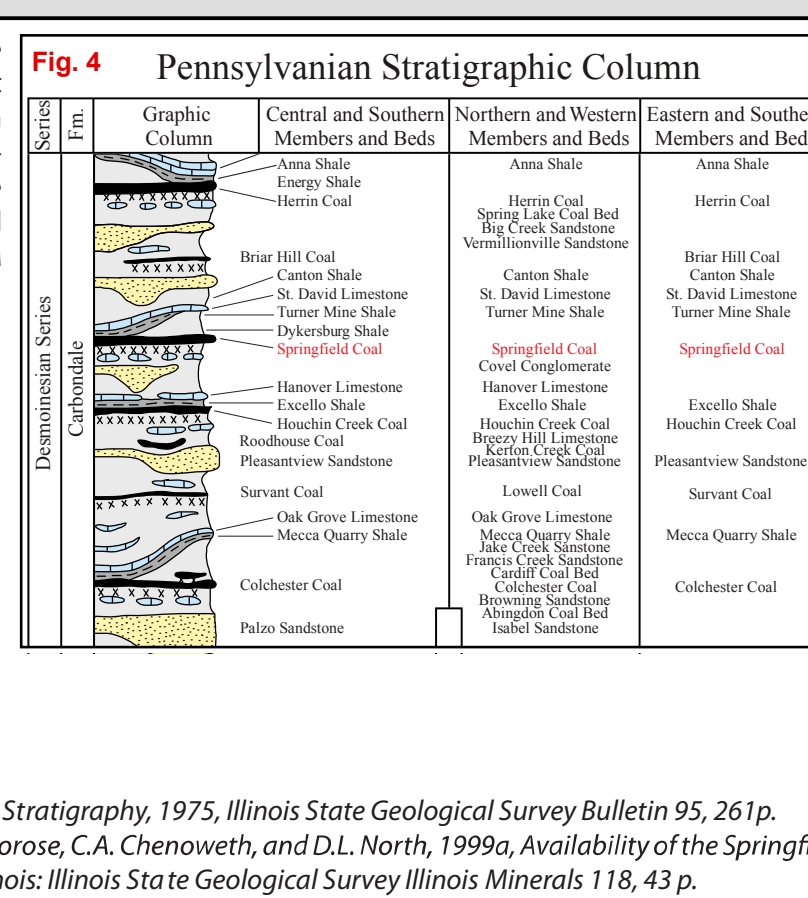 Fig. 4
Pennsylvanian Stratigraphic Column
Series
Fm.
Graphic
Column
Central and Southern
Members and Beds
Northern and Western
Members and Beds
Eastern and Southe
Members and Bed
Desmoinesian Series
Carbondale
Anna Shale
Energy Shale
Herrin Coal
Briar Hill Coal
Canton Shale
St. David Limestone
Turner Mine Shale
Dykersburg Shale
Springfield Coal
Hanover Limestone
Excello Shale
Houchin Creek Coal
Roodhouse Coal
Pleasantview Sandstone
Survant Coal
Oak Grove Limestone
Mecca Quarry Shale
Colchester Coal
Palzo Sandstone
Anna Shale
Herrin Coal
Spring Lake Coal Bed
Big Creek Sandstone
Vermillionville Sandstone
Canton Shale
St. David Limestone
Turner Mine Shale
Springfield Coal
Covel Conglomerate
Hanover Limestone
Excello Shale
Houchin Creek Coal
Breezy Hill Limestone
Kerton Creek Coal
Pleasantview Sandstone
Lowell Coal
Oak Grove Limestone
Mecca Quarry Shale
Jake Creek Sanstone
Francis Creek Sandstone
Cardiff Coal Bed
Colchester Coal
Browning Sandstone
Abingdon Coal Bed
Isabel Sandstone
Anna Shale
Herrin Coal
Briar Hill Coal
Canton Shale
St. David Limestone
Turner Mine Shale
Springfield Coal
Excello Shale
Houchin Creek Coal
Pleasantview Sandstone
Survant Coal
Mecca Quarry Shale
Colchester Coal
Stratigraphy, 1975, Illinois State Geological Survey Bulletin 95, 261p.
orose, C.A. Chenoweth, and D.L. North, 1999a, Availability of the Springfi
nois: Illinois State Geological Survey Illinois Minerals 118, 43 p.